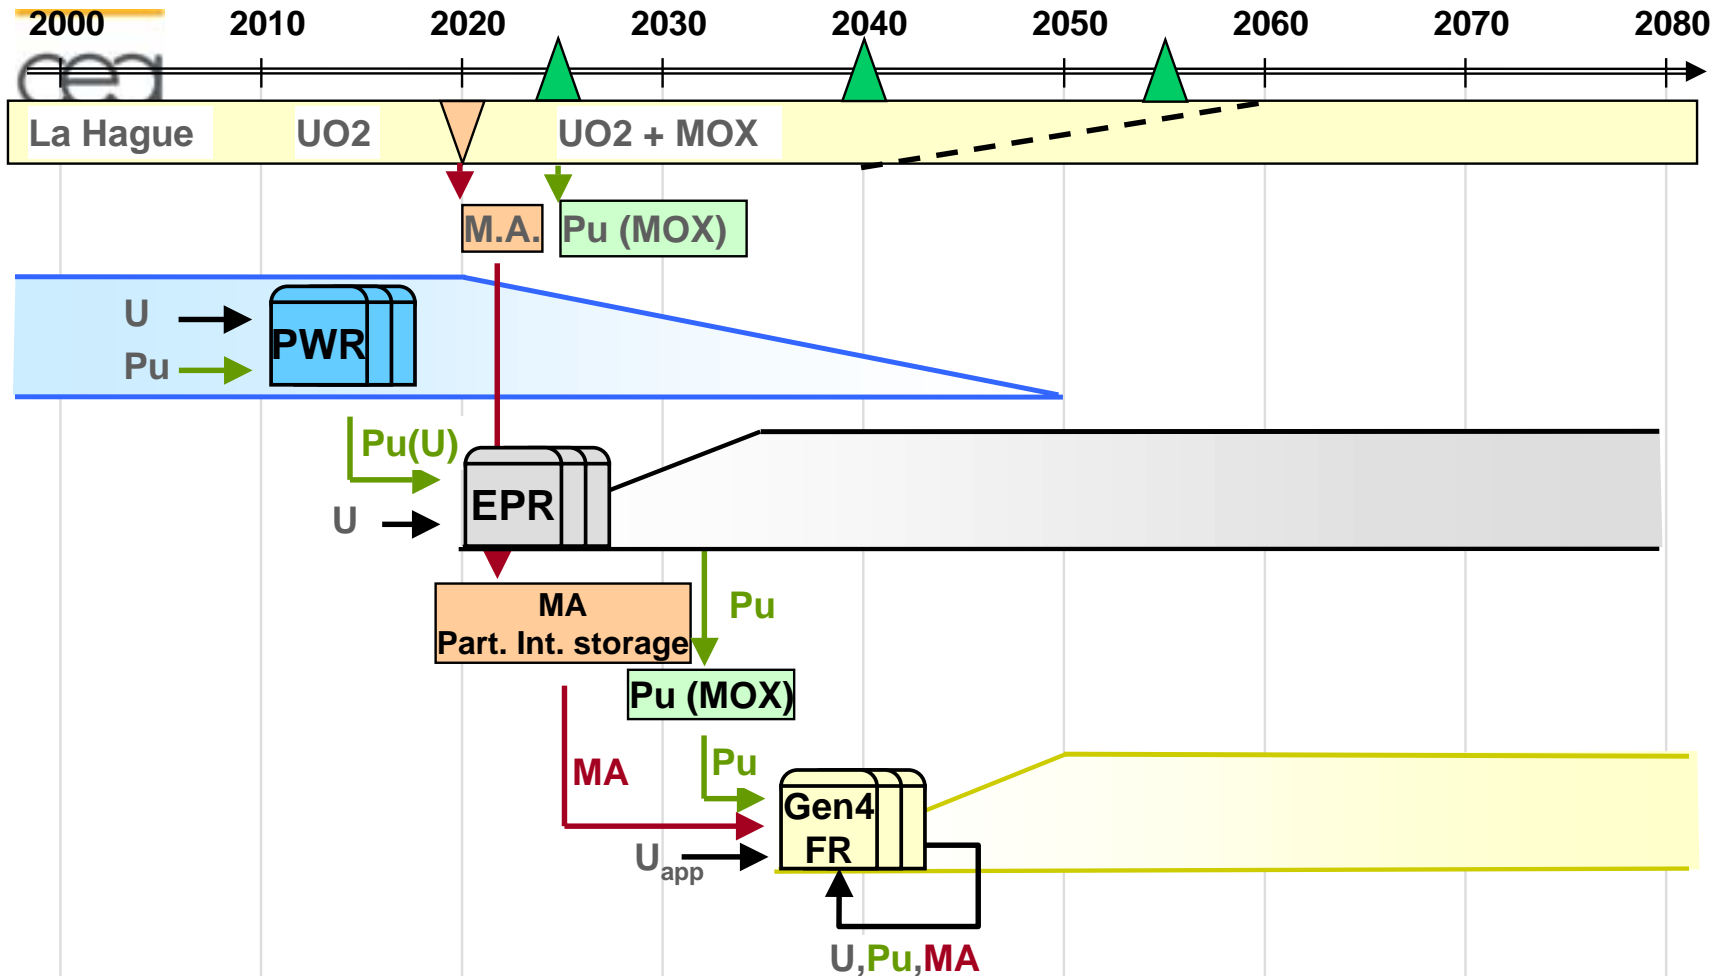 2000 2010 2020 2030 2040 2050 2060 2070 2080
cea
La Hague UO2 UO2 + MOX
M.A. Pu (MOX)
U
PWR
Pu
Pu(U)
EPR
U
MA
Part. Int. storage
Pu
Pu (MOX)
Pu
MA
Gen4
FR
Uapp
U,Pu,MA